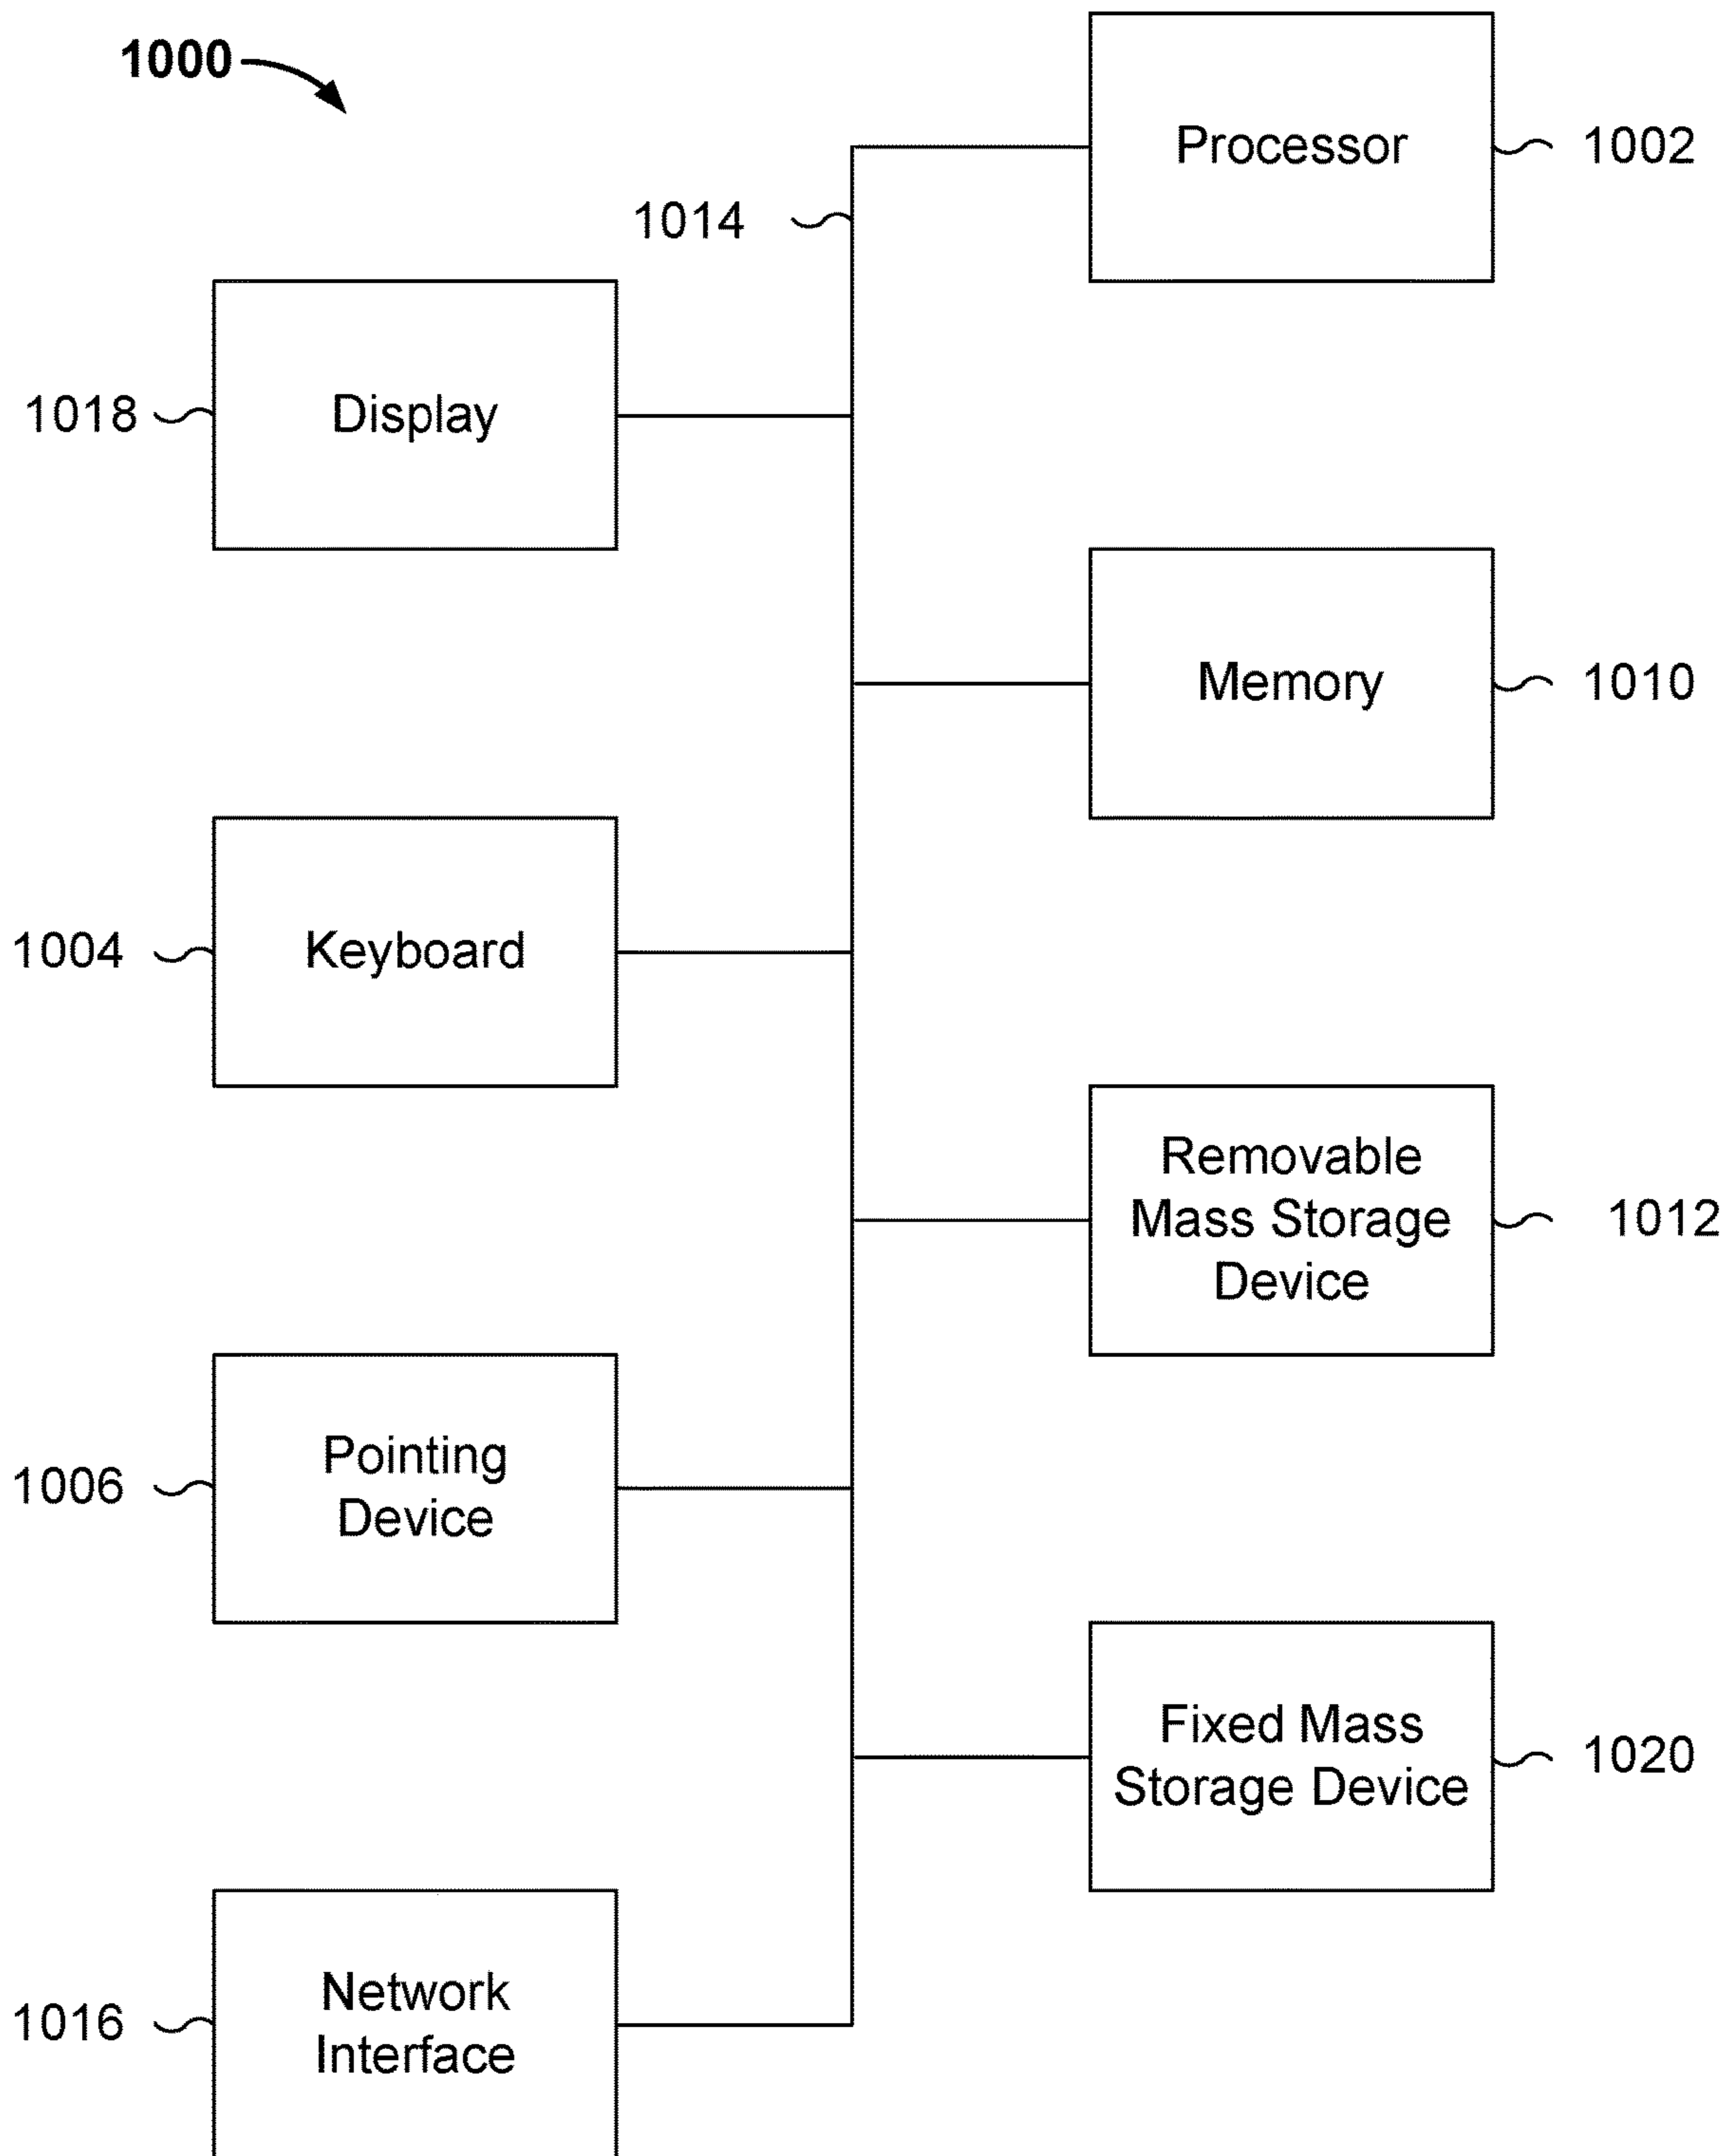 1000
Processor
1002
1014
1018
Display
Memory
1010
1004
Keyboard
Removable
Mass Storage
Device
1012
1006
Pointing
Device
Fixed Mass
Storage Device
1020
1016
Network
Interface